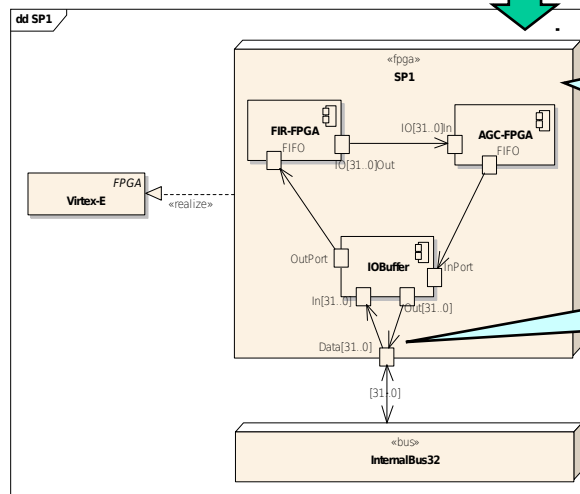 dd SP1
«fpga»
SP1
FIR-FPGA
FIFO
IO[31..0]Out
IO[31..0]In
AGC-FPGA
FIFO
FPGA
Virtex-E
«realize»
OutPort
IOBuffer
InPort
In[31..0]
Out[31..0]
Data[31..0]
[31..0]
«bus»
InternalBus32